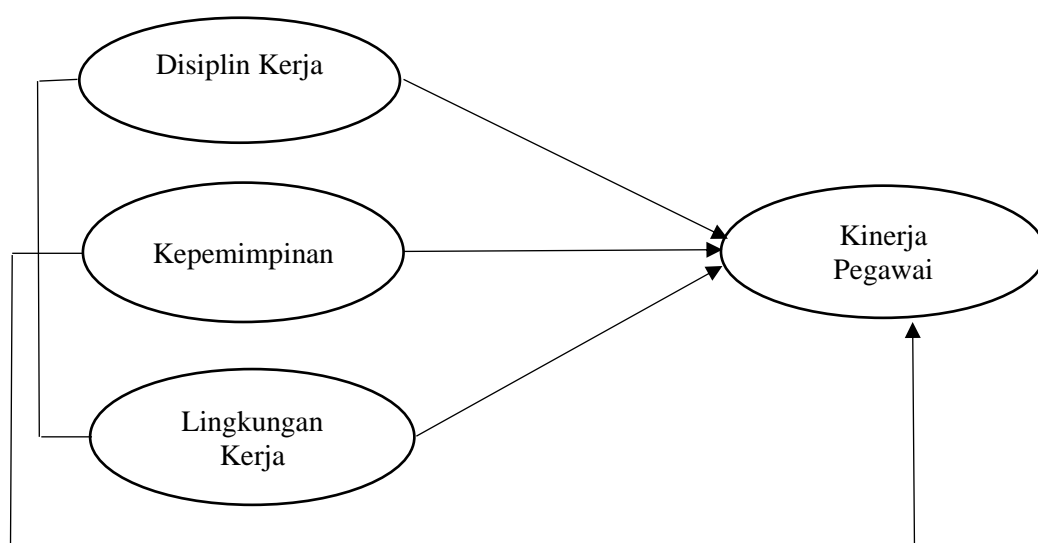 Disiplin Kerja
Kepemimpinan
Lingkungan
Kerja
Kinerja
Pegawai